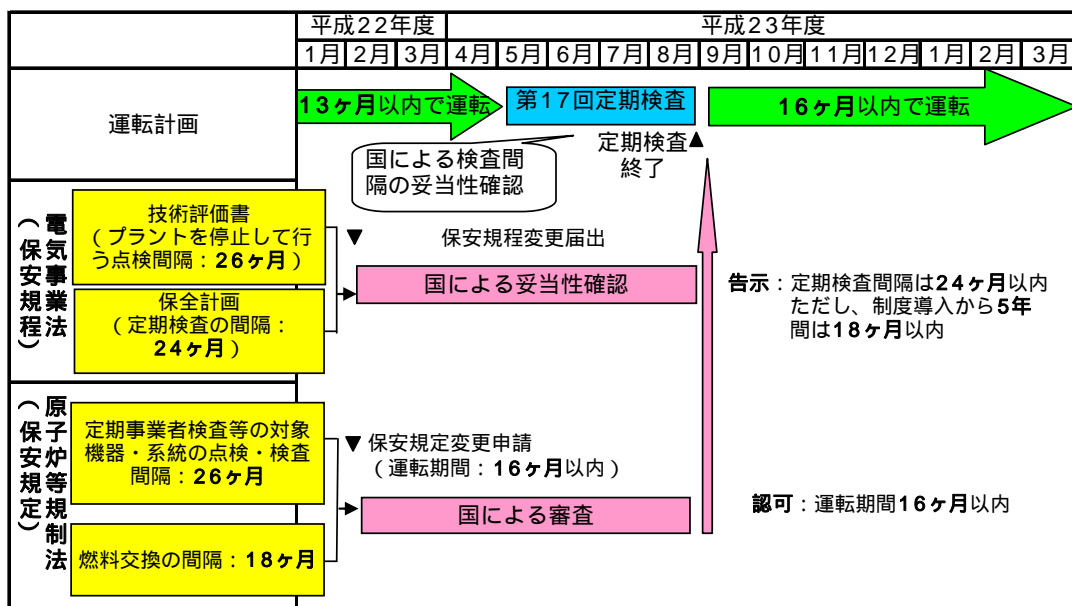 平成22年度
平成23年度
1月 2月 3月 4月 5月 6月 7月 8月 9月 10月 11月 12月 1月 2月 3月
運転計画
13ヶ月以内で運転
第17回定期検査
16ヶ月以内で運転
定期検査▲
終了
国による検査間
隔の妥当性確認
電気事業法
（保安規程）
技術評価書
（プラントを停止して行
う点検間隔：26ヶ月）
保全計画
（定期検査の間隔：
24ヶ月）
▼ 保安規程変更届出
国による妥当性確認
告示：定期検査間隔は24ヶ月以内
ただし、制度導入から5年
間は18ヶ月以内
原子炉等規制法
（保安規定）
定期事業者検査等の対象
機器・系統の点検・検査
間隔：26ヶ月
燃料交換の間隔：18ヶ月
▼保安規定変更申請
（運転期間：16ヶ月以内）
国による審査
認可：運転期間16ヶ月以内